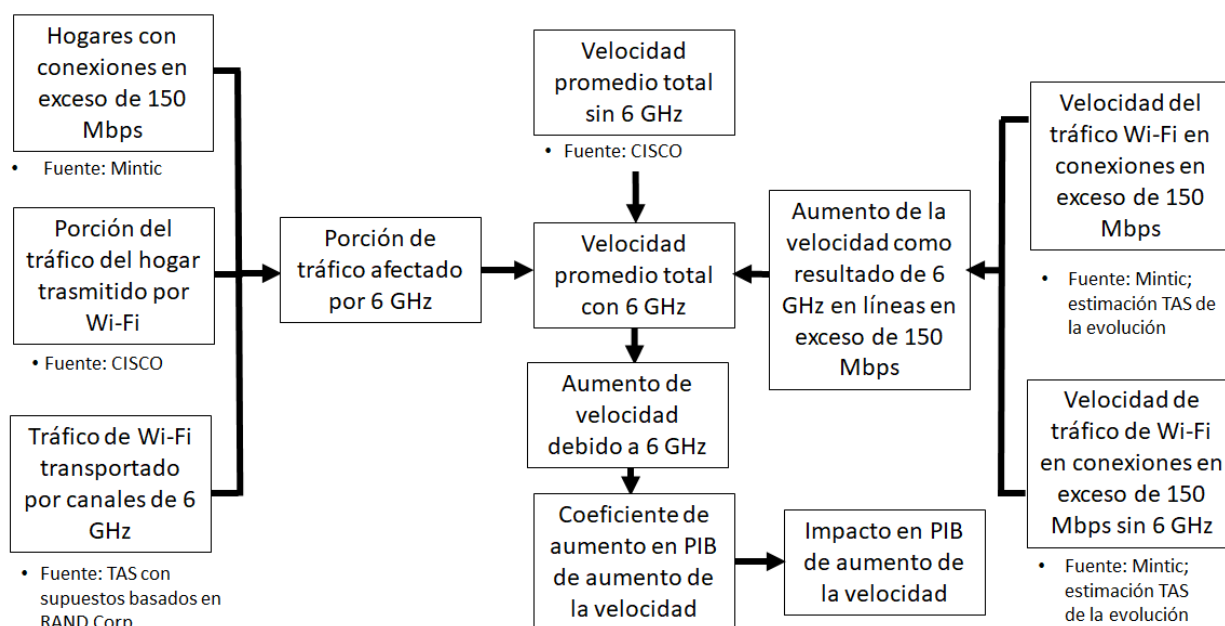 Hogares con
conexiones en
exceso de 150
Mbps
• Fuente: Mintic
Porción del
tráfico del hogar
trasmitido por
Wi-Fi
• Fuente: CISCO
Tráfico de Wi-Fi
transportado
por canales de 6
GHz
• Fuente: TAS con
supuestos basados en
RAND Corp
Porción de
tráfico afectado
por 6 GHz
Velocidad
promedio total
sin 6 GHz
• Fuente: CISCO
Velocidad
promedio total
con 6 GHz
Aumento de
velocidad
debido a 6 GHz
Coeficiente de
aumento en PIB
de aumento de
la velocidad
Impacto en PIB
de aumento de
la velocidad
Aumento de la
velocidad como
resultado de 6
GHz en líneas en
exceso de 150
Mbps
Velocidad del
tráfico Wi-Fi en
conexiones en
exceso de 150
Mbps
• Fuente: Mintic;
estimación TAS de
la evolución
Velocidad de
tráfico de Wi-Fi
en conexiones en
exceso de 150
Mbps sin 6 GHz
• Fuente: Mintic;
estimación TAS
de la evolución